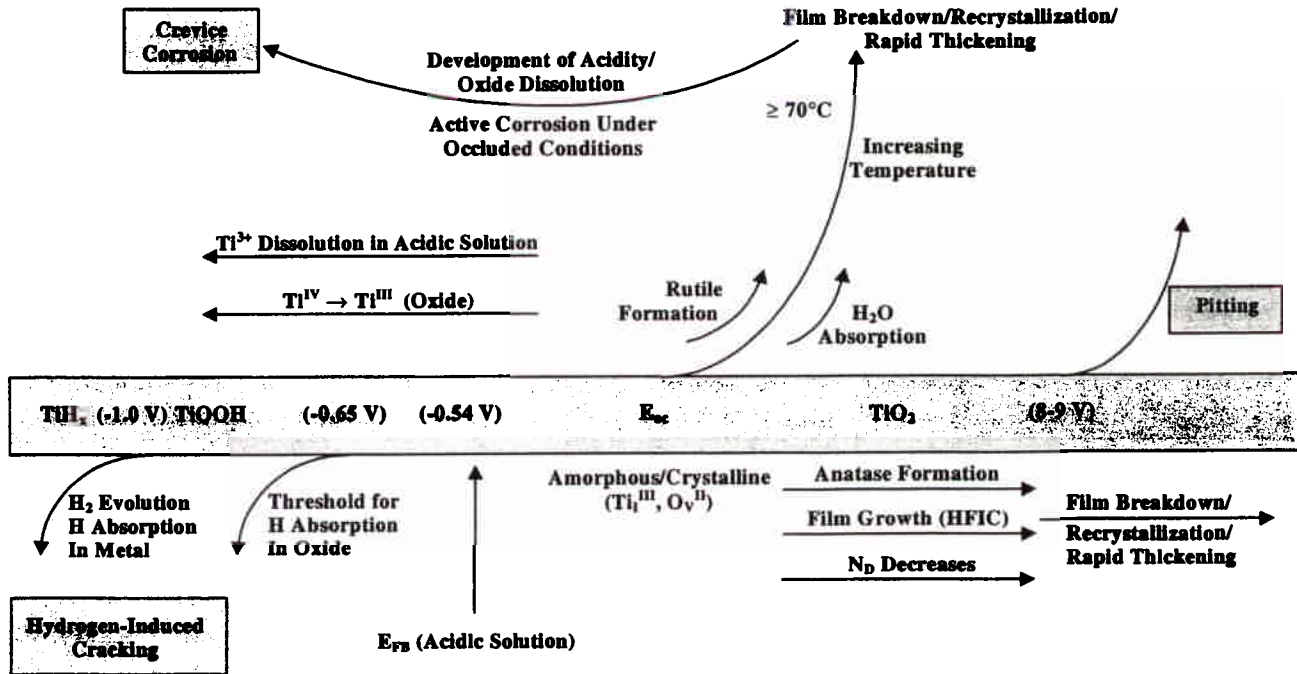 Crevice
Corrosion
Film Breakdown/Recrystallization/
Rapid Thickening
Development of Acidity/
Oxide Dissolution
Active Corrosion Under
Occluded Conditions
≥ 70°C
Increasing
Temperature
Ti³⁺ Dissolution in Acidic Solution
Ti^IV → Ti^III (Oxide)
Rutile
Formation
H₂O
Absorption
Pitting
TiHₓ (-1.0 V) TiOOH (-0.65 V) (-0.54 V) E_oc TiO₂ (8-9 V)
H₂ Evolution
H Absorption
In Metal
Threshold for
H Absorption
in Oxide
Amorphous/Crystalline
(Ti_I^III, O_V^II)
Anatase Formation
Film Growth (HFIC)
N_D Decreases
Film Breakdown/
Recrystallization/
Rapid Thickening
Hydrogen-Induced
Cracking
E_FB (Acidic Solution)